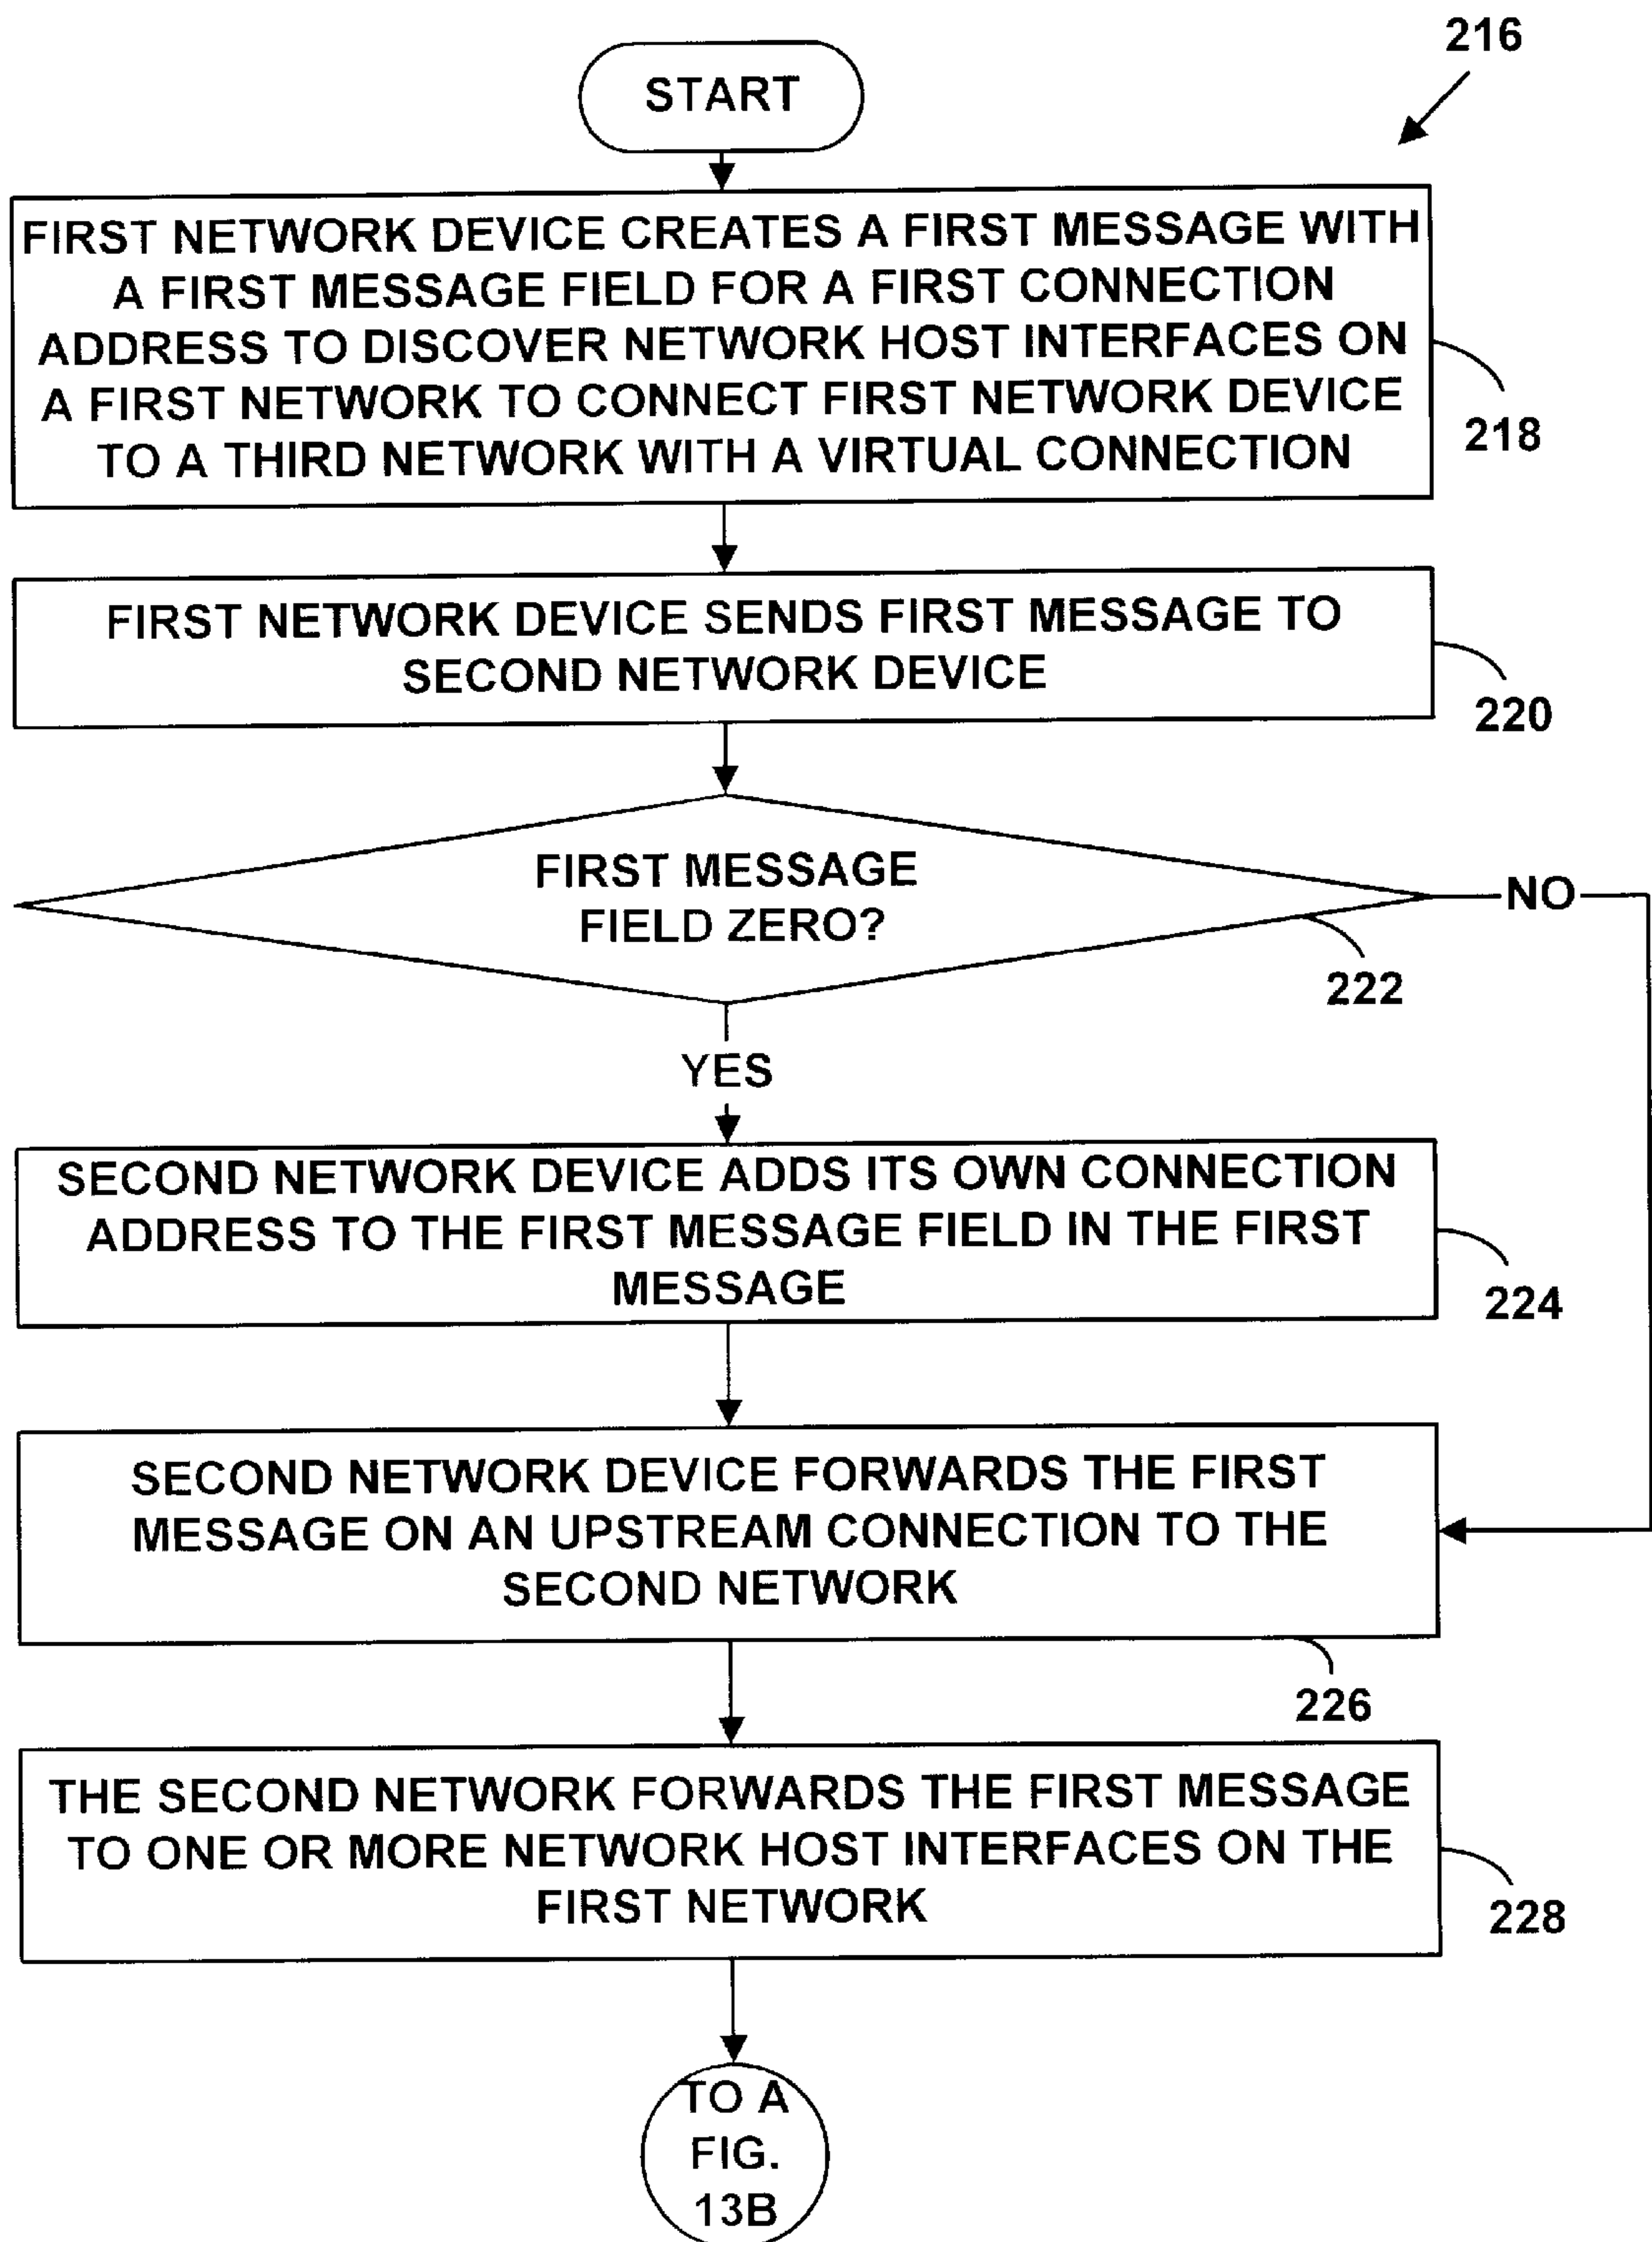 216
START
FIRST NETWORK DEVICE CREATES A FIRST MESSAGE WITH
A FIRST MESSAGE FIELD FOR A FIRST CONNECTION
ADDRESS TO DISCOVER NETWORK HOST INTERFACES ON
A FIRST NETWORK TO CONNECT FIRST NETWORK DEVICE
TO A THIRD NETWORK WITH A VIRTUAL CONNECTION
218
FIRST NETWORK DEVICE SENDS FIRST MESSAGE TO
SECOND NETWORK DEVICE
220
FIRST MESSAGE
FIELD ZERO?
NO
222
YES
SECOND NETWORK DEVICE ADDS ITS OWN CONNECTION
ADDRESS TO THE FIRST MESSAGE FIELD IN THE FIRST
MESSAGE
224
SECOND NETWORK DEVICE FORWARDS THE FIRST
MESSAGE ON AN UPSTREAM CONNECTION TO THE
SECOND NETWORK
226
THE SECOND NETWORK FORWARDS THE FIRST MESSAGE
TO ONE OR MORE NETWORK HOST INTERFACES ON THE
FIRST NETWORK
228
TO A
FIG.
13B